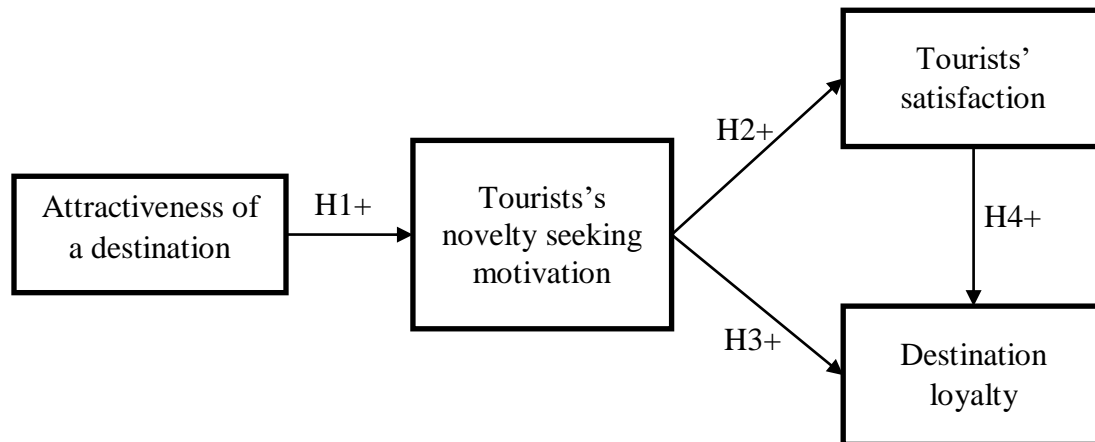 Attractiveness of
a destination
H1+
Tourists’s
novelty seeking
motivation
H2+
H3+
Tourists’
satisfaction
H4+
Destination
loyalty